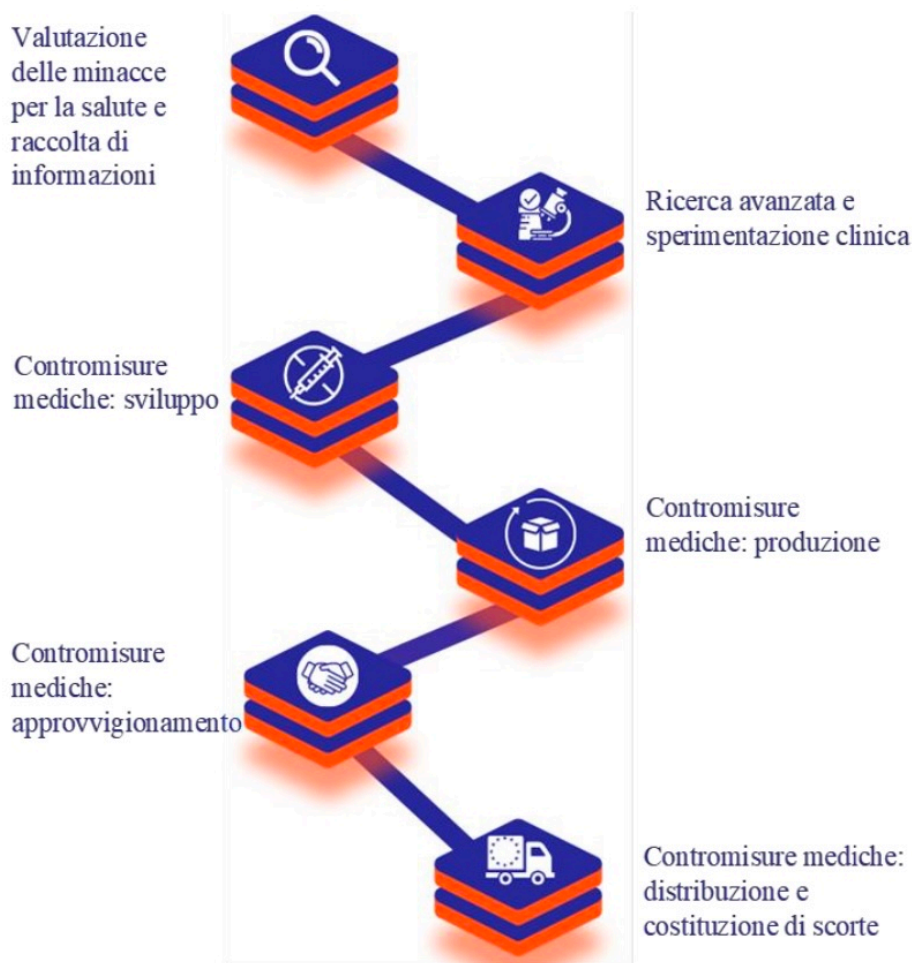 Valutazione
delle minacce
per la salute e
raccolta di
informazioni
Ricerca avanzata e
sperimentazione clinica
Contromisure
mediche: sviluppo
Contromisure
mediche: produzione
Contromisure
mediche:
approvvigionamento
Contromisure mediche:
distribuzione e
costituzione di scorte